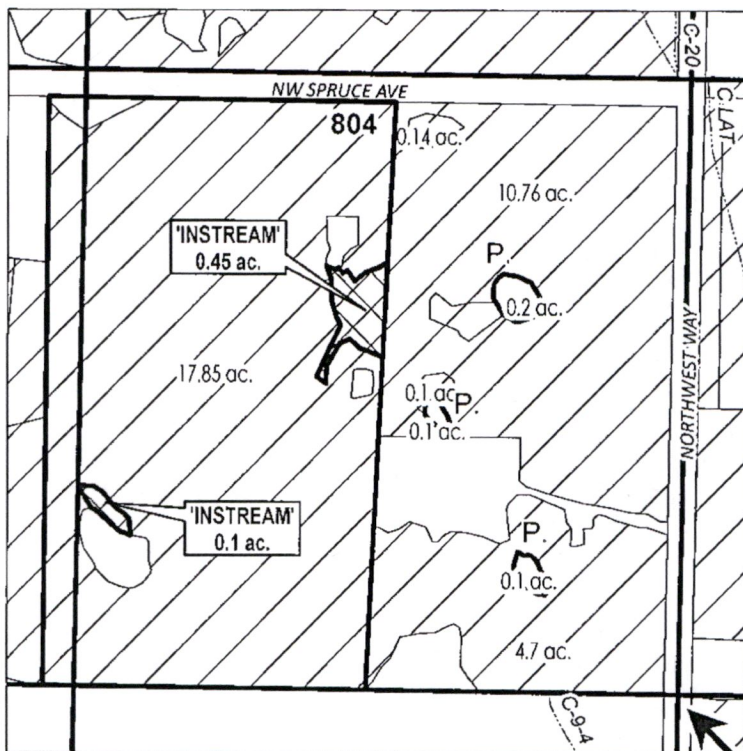 C-20
NW SPRUCE AVE
C LAT
804
0.14 ac.
10.76 ac.
'INSTREAM'
0.45 ac.
P.
0.2 ac.
17.85 ac.
0.1 ac.
P.
0.1 ac.
NORTHWEST WAY
'INSTREAM'
0.1 ac.
P.
0.1 ac.
4.7 ac.
C-9-4